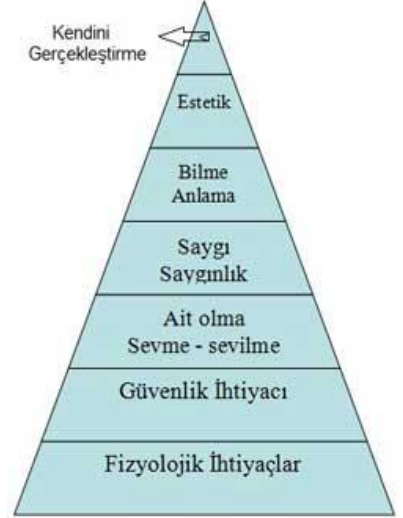 Kendini
Gerçekleştirme
Estetik
Bilme
Anlama
Saygı
Saygınlık
Ait olma
Sevme - sevilme
Güvenlik İhtiyacı
Fizyolojik İhtiyaçlar